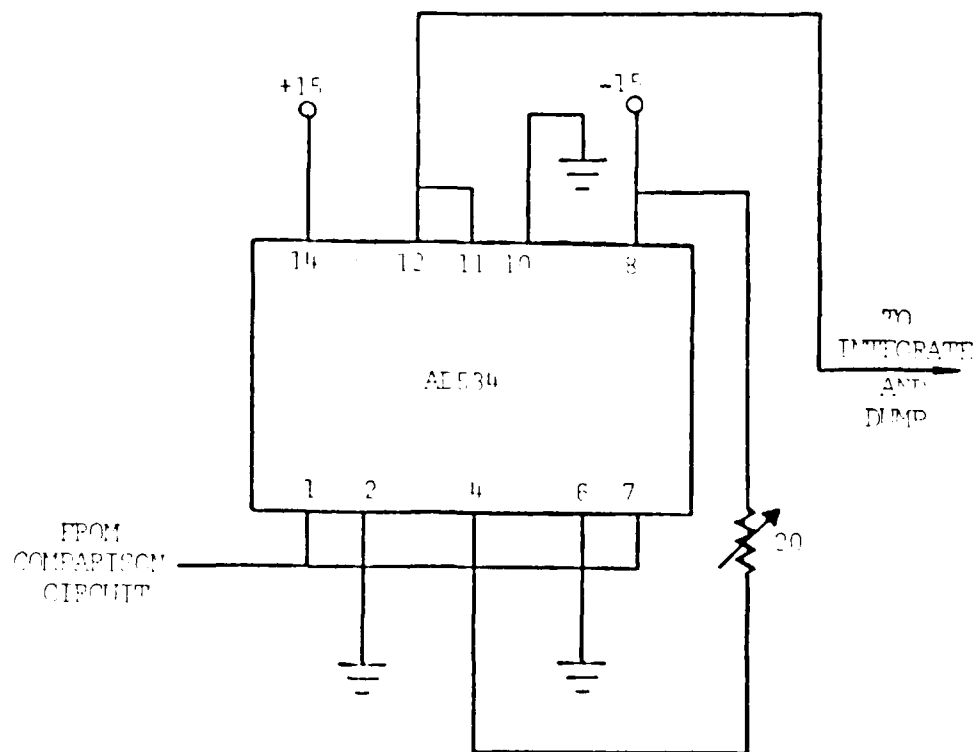 +15
-15
14 12 11 10 8
TO
INTEGRATE
AND
DUMP
AD534
1 2 4 6 7
FROM
COMPARISON
CIRCUIT
20